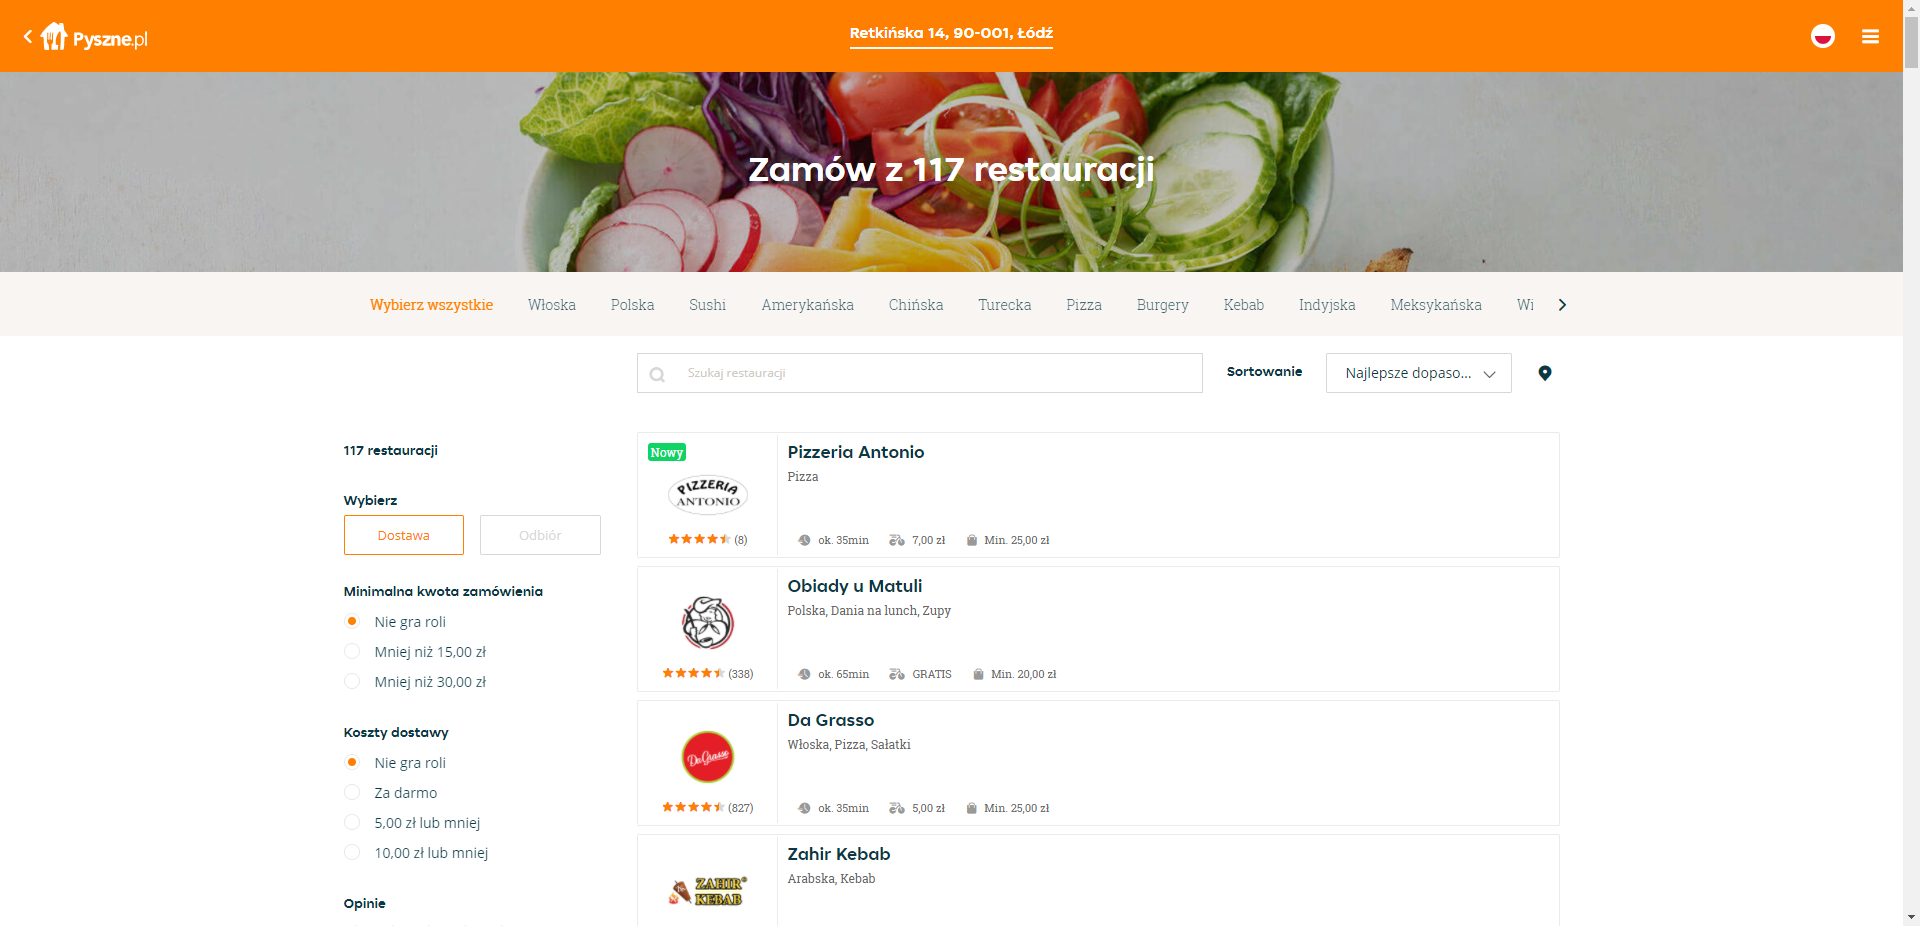 Pyszne.pl
Retkińska 14, 90-001, Łódź
Zamów z 117 restauracji
Wybierz wszystkie Włoska Polska Sushi Amerykańska Chińska Turecka Pizza Burgery Kebab Indyjska Meksykańska Wi
Szukaj restauracji
Sortowanie
Najlepsze dopaso...
117 restauracji
Wybierz
Dostawa
Odbiór
Minimalna kwota zamówienia
Nie gra roli
Mniej niż 15,00 zł
Mniej niż 30,00 zł
Koszty dostawy
Nie gra roli
Za darmo
5,00 zł lub mniej
10,00 zł lub mniej
Opinie
Nowy
PIZZERIA
ANTONIO
(8)
Pizzeria Antonio
Pizza
ok. 35min 7,00 zł Min. 25,00 zł
(338)
Obiady u Matuli
Polska, Dania na lunch, Zupy
ok. 65min GRATIS Min. 20,00 zł
Da Grasso
(827)
Da Grasso
Włoska, Pizza, Sałatki
ok. 35min 5,00 zł Min. 25,00 zł
ZAHIR
KEBAB
Zahir Kebab
Arabska, Kebab